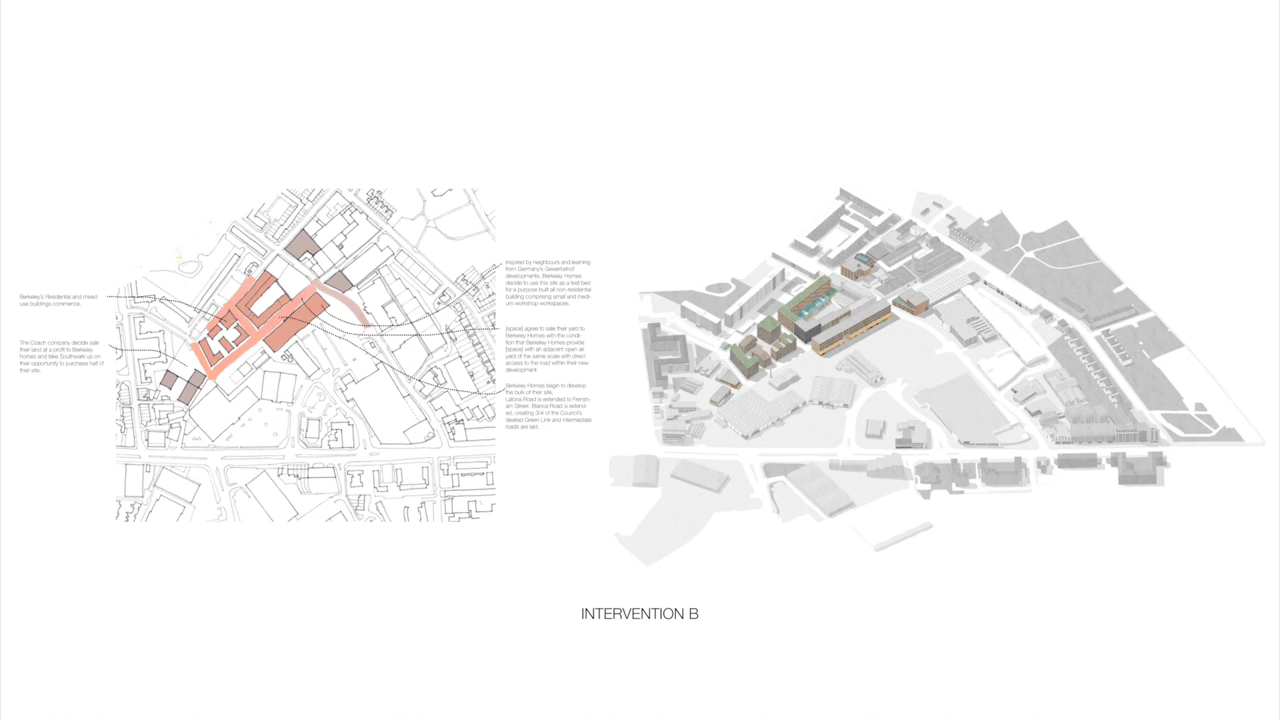 Berkeley's Residential and mixed
use buildings commence.
The Coach company decide sale
their land at a profit to Berkeley
Homes and take Southwark up on
their opportunity to purchase half of
their site.
Inspired by neighbours and learning
from Germany's Gewerbehof
developments, Berkeley Homes
decide to use this site as a test bed
for a purpose built all non-residential
building comprising small and medi-
um workshop workspaces.
[space] agree to sale their yard to
Berkeley Homes with the condi-
tion that Berkeley Homes provide
[space] with an adjacent open air
yard of the same scale with direct
access to the road within their new
development.
Berkeley Homes begin to develop
the bulk of their site.
Latona Road is extended to Frensh-
am Street. Bianca Road is extend-
ed, creating 3/4 of the Council's
desired Green Link and intermediate
roads are laid.
INTERVENTION B